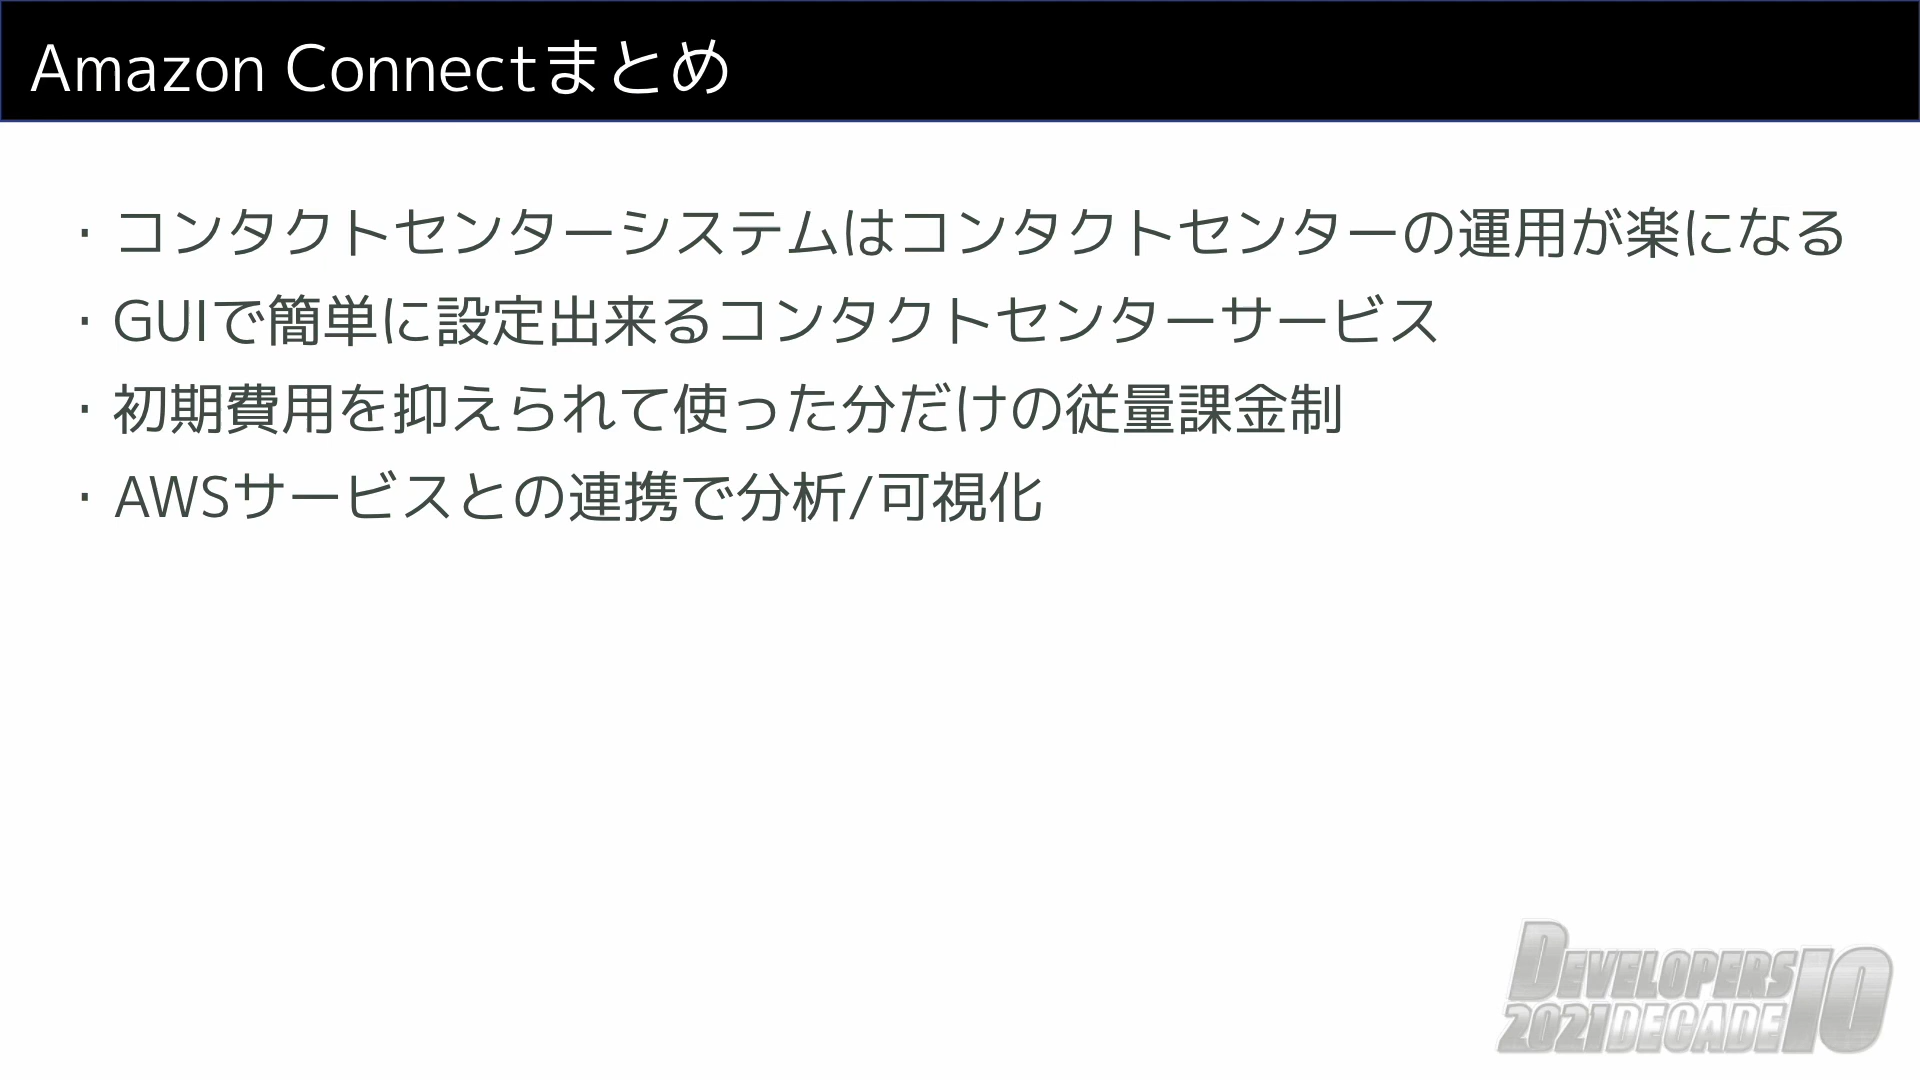 Amazon Connectまとめ
・コンタクトセンターシステムはコンタクトセンターの運用が楽になる
・GUIで簡単に設定出来るコンタクトセンターサービス
・初期費用を抑えられて使った分だけの従量課金制
・AWSサービスとの連携で分析/可視化
DEVELOPERS IO
2021 DECADE